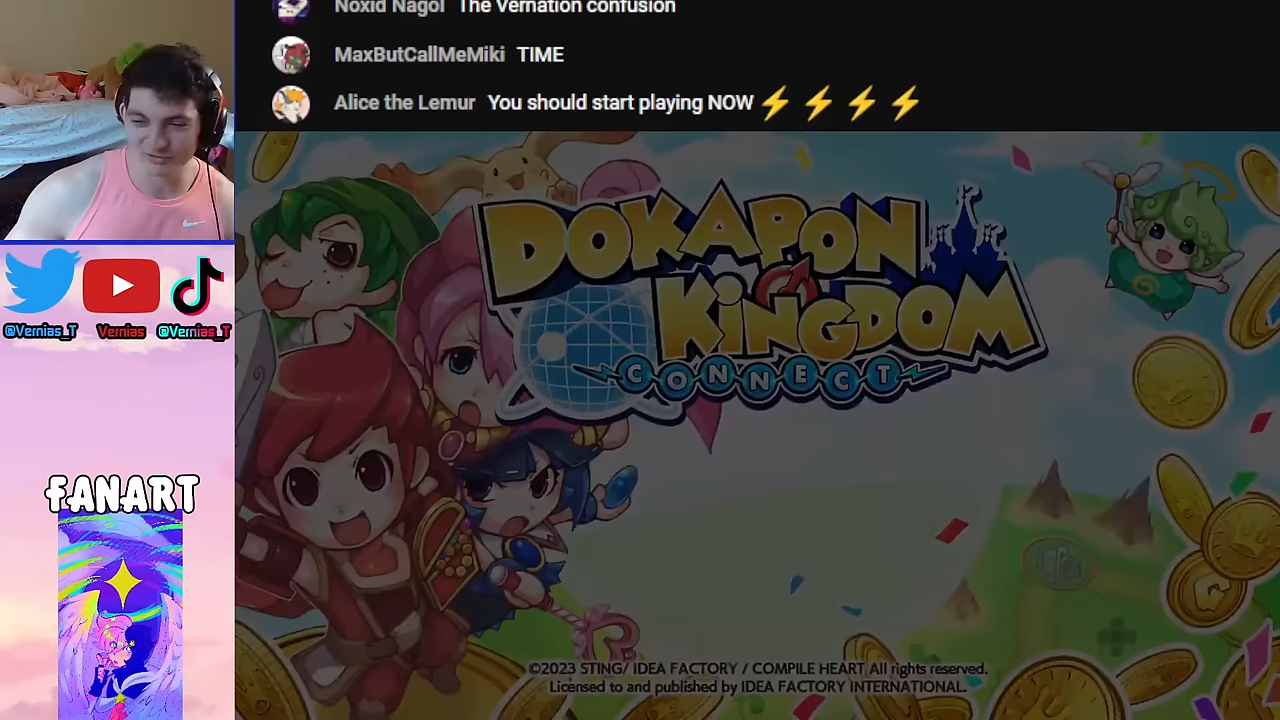 Noxid Nagol The Vernation confusion
MaxButCallMeMiki TIME
Alice the Lemur You should start playing NOW ⚡ ⚡ ⚡ ⚡
DOKAPON
KINGDOM
CONNECT
@Vernias_T Vernias @Vernias_T
FANART
©2023 STING/ IDEA FACTORY / COMPILE HEART All rights reserved.
Licensed to and published by IDEA FACTORY INTERNATIONAL.